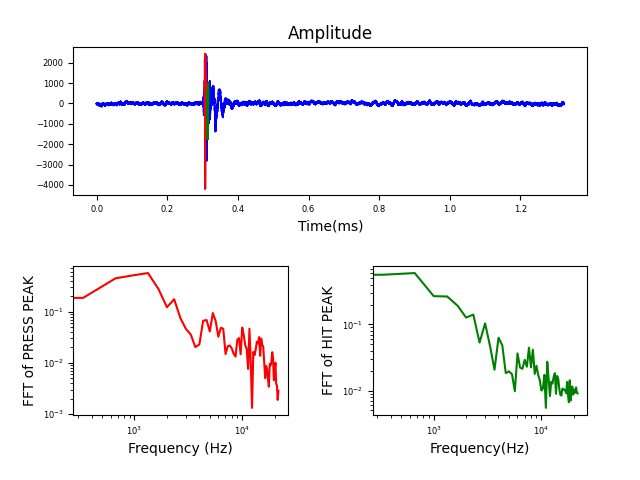 Amplitude
2000
1000
0
−1000
−2000
−3000
−4000
0.0 0.2 0.4 0.6 0.8 1.0 1.2
Time(ms)
FFT of PRESS PEAK
10⁻¹
10⁻²
10⁻³
10³ 10⁴
Frequency (Hz)
FFT of HIT PEAK
10⁻¹
10⁻²
10³ 10⁴
Frequency(Hz)